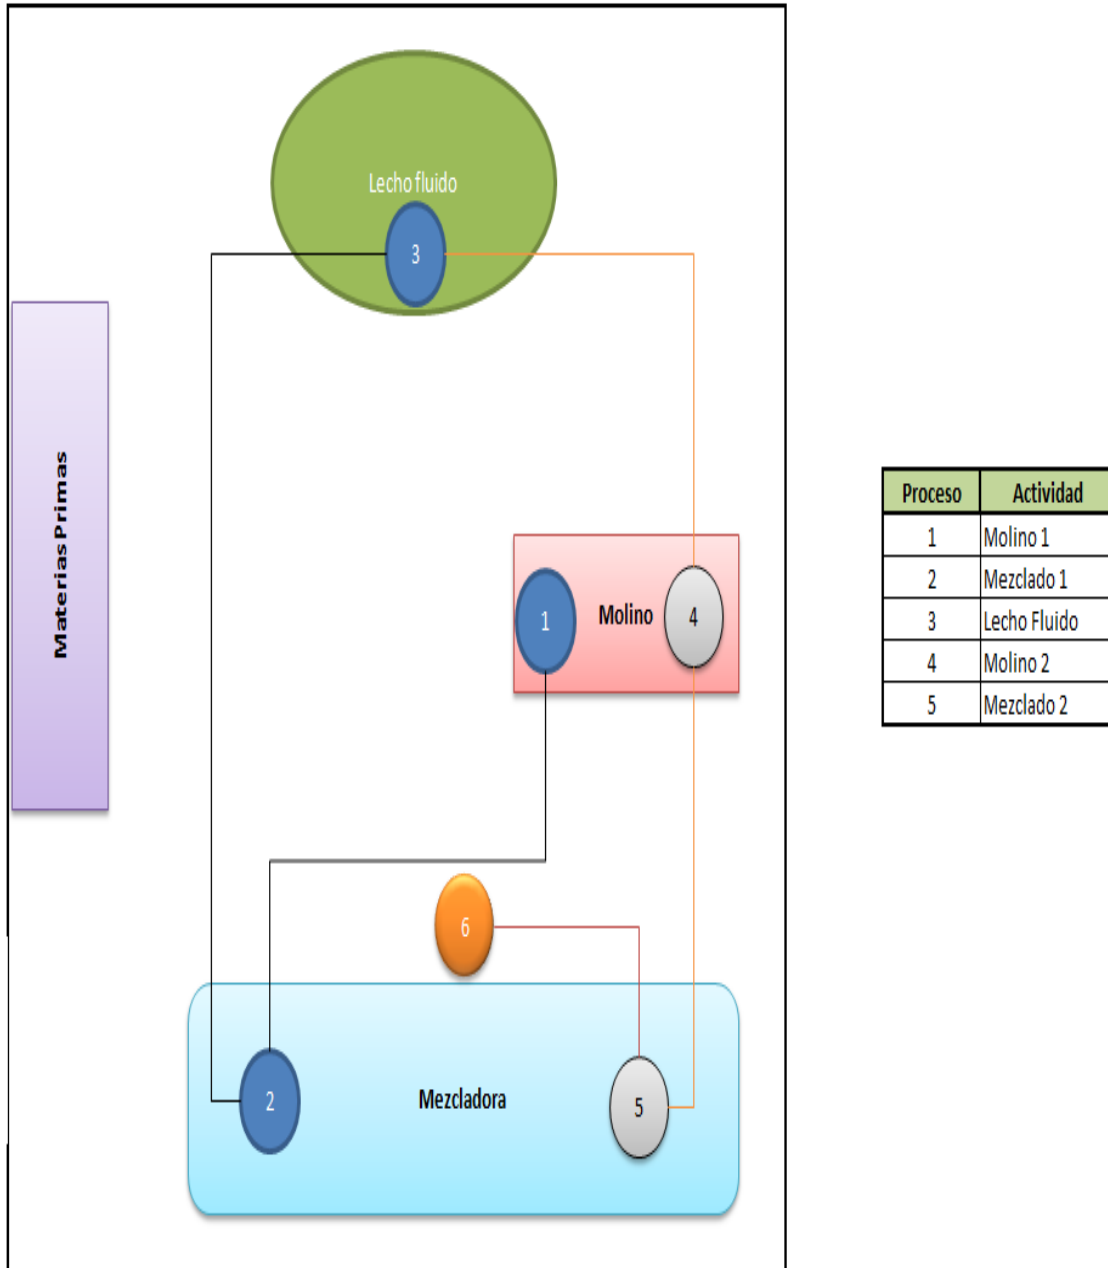 Lecho fluido
3
Materias Primas
1
Molino
4
6
2
Mezcladora
5
Proceso Actividad
1 Molino 1
2 Mezclado 1
3 Lecho Fluido
4 Molino 2
5 Mezclado 2